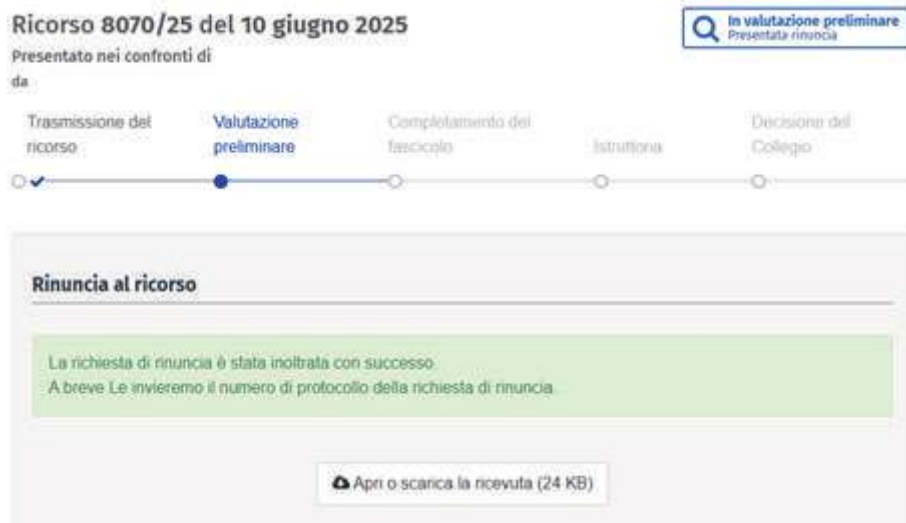 Ricorso 8070/25 del 10 giugno 2025
In valutazione preliminare
Presentata rinuncia
Presentato nei confronti di
da
Trasmissione del
ricorso
Valutazione
preliminare
Completamento del
fascicolo
Istruttoria
Decisione del
Collegio
Rinuncia al ricorso
La richiesta di rinuncia è stata inoltrata con successo
A breve Le invieremo il numero di protocollo della richiesta di rinuncia.
Apri o scarica la ricevuta (24 KB)